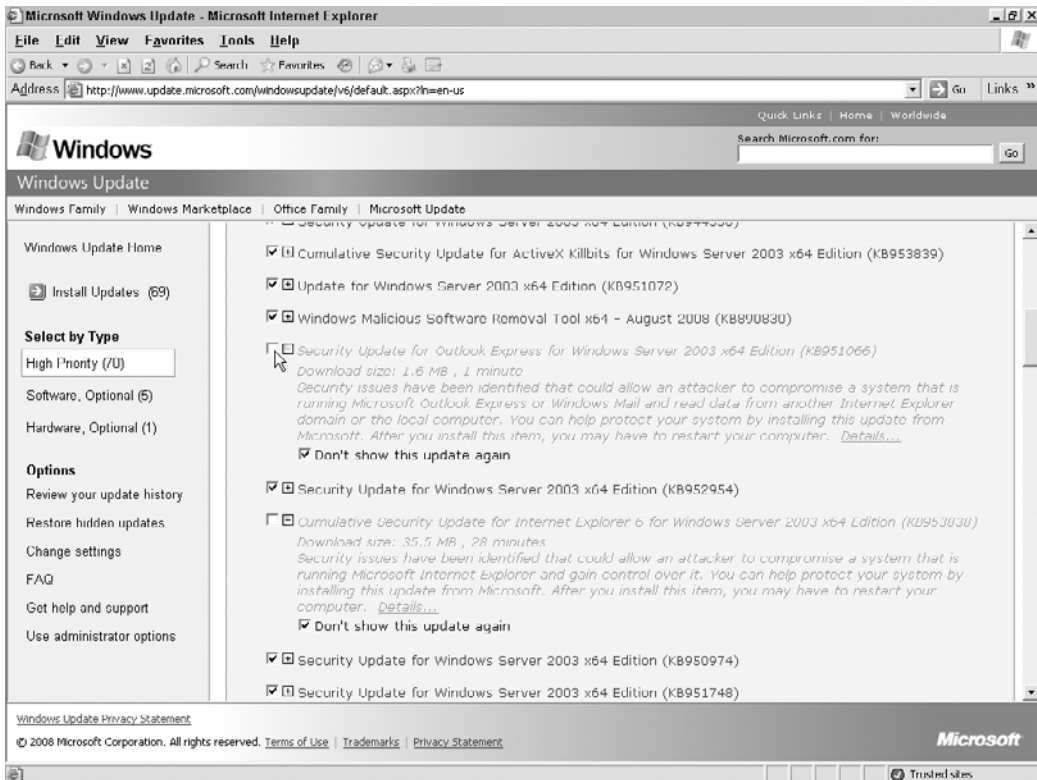 Microsoft Windows Update - Microsoft Internet Explorer
File Edit View Favorites Tools Help
Back Search Favorites
Address http://www.update.microsoft.com/windowsupdate/v6/default.aspx?ln=en-us Go Links »
Quick Links | Home | Worldwide
Windows
Search Microsoft.com for:
Go
Windows Update
Windows Family | Windows Marketplace | Office Family | Microsoft Update
Windows Update Home
Install Updates (69)
Select by Type
High Priority (70)
Software, Optional (5)
Hardware, Optional (1)
Options
Review your update history
Restore hidden updates
Change settings
FAQ
Get help and support
Use administrator options
Security Update for Windows Server 2003 x64 Edition
Cumulative Security Update for ActiveX Killbits for Windows Server 2003 x64 Edition (KB953839)
Update for Windows Server 2003 x64 Edition (KB951072)
Windows Malicious Software Removal Tool x64 - August 2008 (KB890830)
Security Update for Outlook Express for Windows Server 2003 x64 Edition (KB951066)
Download size: 1.6 MB , 1 minute
Security issues have been identified that could allow an attacker to compromise a system that is
running Microsoft Outlook Express or Windows Mail and read data from another Internet Explorer
domain or the local computer. You can help protect your system by installing this update from
Microsoft. After you install this item, you may have to restart your computer. Details...
Don't show this update again
Security Update for Windows Server 2003 x64 Edition (KB952954)
Cumulative Security Update for Internet Explorer 6 for Windows Server 2003 x64 Edition (KB953838)
Download size: 35.5 MB , 28 minutes
Security issues have been identified that could allow an attacker to compromise a system that is
running Microsoft Internet Explorer and gain control over it. You can help protect your system by
installing this update from Microsoft. After you install this item, you may have to restart your
computer. Details...
Don't show this update again
Security Update for Windows Server 2003 x64 Edition (KB950974)
Security Update for Windows Server 2003 x64 Edition (KB951748)
Windows Update Privacy Statement
© 2008 Microsoft Corporation. All rights reserved. Terms of Use | Trademarks | Privacy Statement
Microsoft
Trusted sites